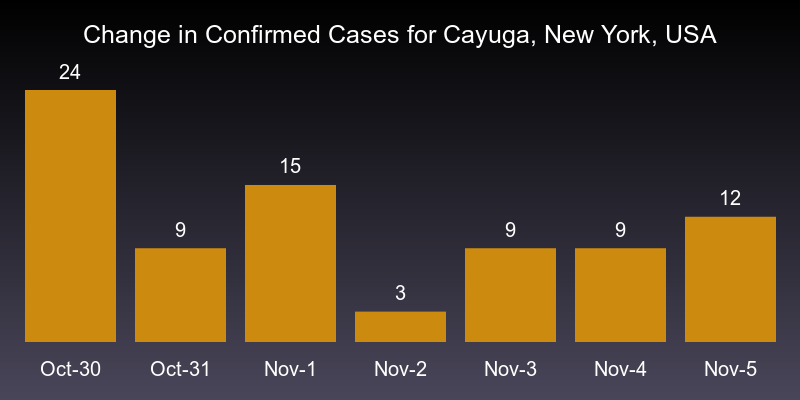 Change in Confirmed Cases for Cayuga, New York, USA
24
9
15
3
9
9
12
Oct-30
Oct-31
Nov-1
Nov-2
Nov-3
Nov-4
Nov-5